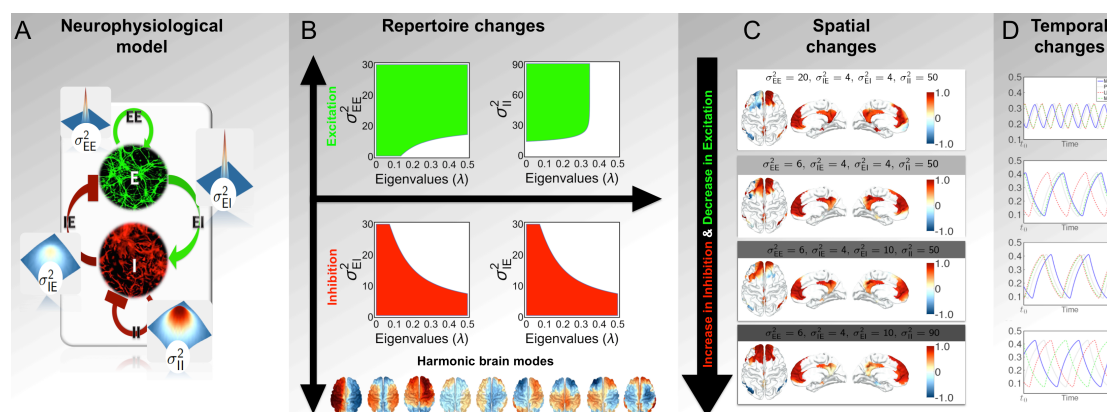 A
Neurophysiological
model
EE
σ²EE
E
σ²EI
IE
EI
I
σ²IE
II
σ²II
B
Repertoire changes
Excitation
σ²EE
30
20
10
0
0 0.1 0.2 0.3 0.4 0.5
Eigenvalues (λ)
σ²II
90
60
30
0
0 0.1 0.2 0.3 0.4 0.5
Eigenvalues (λ)
Inhibition
σ²EI
30
20
10
0
0 0.1 0.2 0.3 0.4 0.5
Eigenvalues (λ)
σ²IE
30
20
10
0
0 0.1 0.2 0.3 0.4 0.5
Eigenvalues (λ)
Harmonic brain modes
C
Spatial
changes
Increase in Inhibition & Decrease in Excitation
σ²EE = 20, σ²IE = 4, σ²EI = 4, σ²II = 50
1.0
0
-1.0
σ²EE = 6, σ²IE = 4, σ²EI = 4, σ²II = 50
1.0
0
-1.0
σ²EE = 6, σ²IE = 4, σ²EI = 10, σ²II = 50
1.0
0
-1.0
σ²EE = 6, σ²IE = 4, σ²EI = 10, σ²II = 90
1.0
0
-1.0
D
Temporal
changes
0.5
0.4
0.3
0.2
0.1
t0 Time
0.5
0.4
0.3
0.2
0.1
t0 Time
0.5
0.4
0.3
0.2
0.1
t0 Time
0.5
0.4
0.3
0.2
0.1
t0 Time